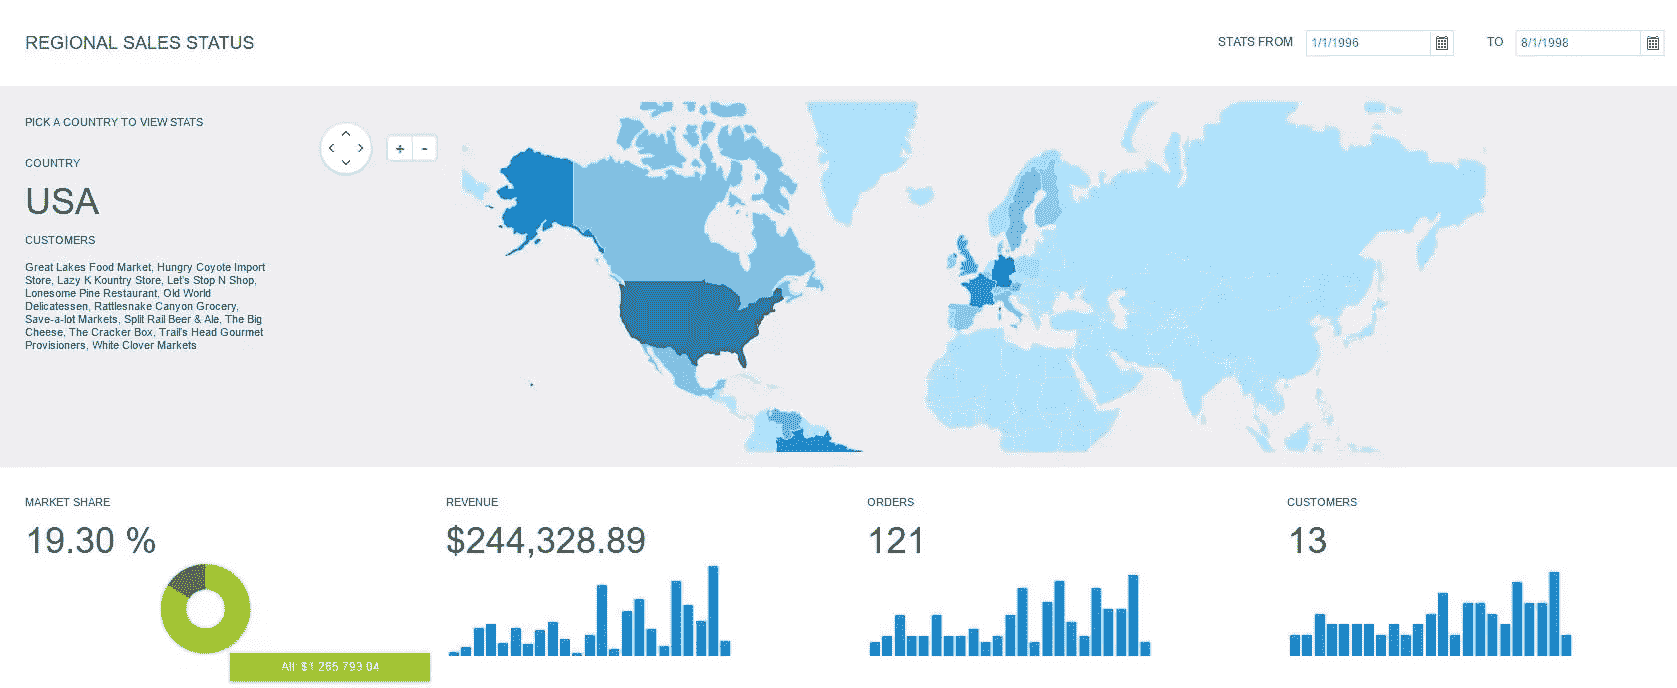 REGIONAL SALES STATUS
STATS FROM 1/1/1996 TO 8/1/1998
PICK A COUNTRY TO VIEW STATS
+ -
COUNTRY
USA
CUSTOMERS
Great Lakes Food Market, Hungry Coyote Import
Store, Lazy K Kountry Store, Let's Stop N Shop,
Lonesome Pine Restaurant, Old World
Delicatessen, Rattlesnake Canyon Grocery,
Save-a-lot Markets, Split Rail Beer & Ale, The Big
Cheese, The Cracker Box, Trail's Head Gourmet
Provisioners, White Clover Markets
MARKET SHARE
19.30 %
REVENUE
$244,328.89
ORDERS
121
CUSTOMERS
13
All: $1 265 793 04